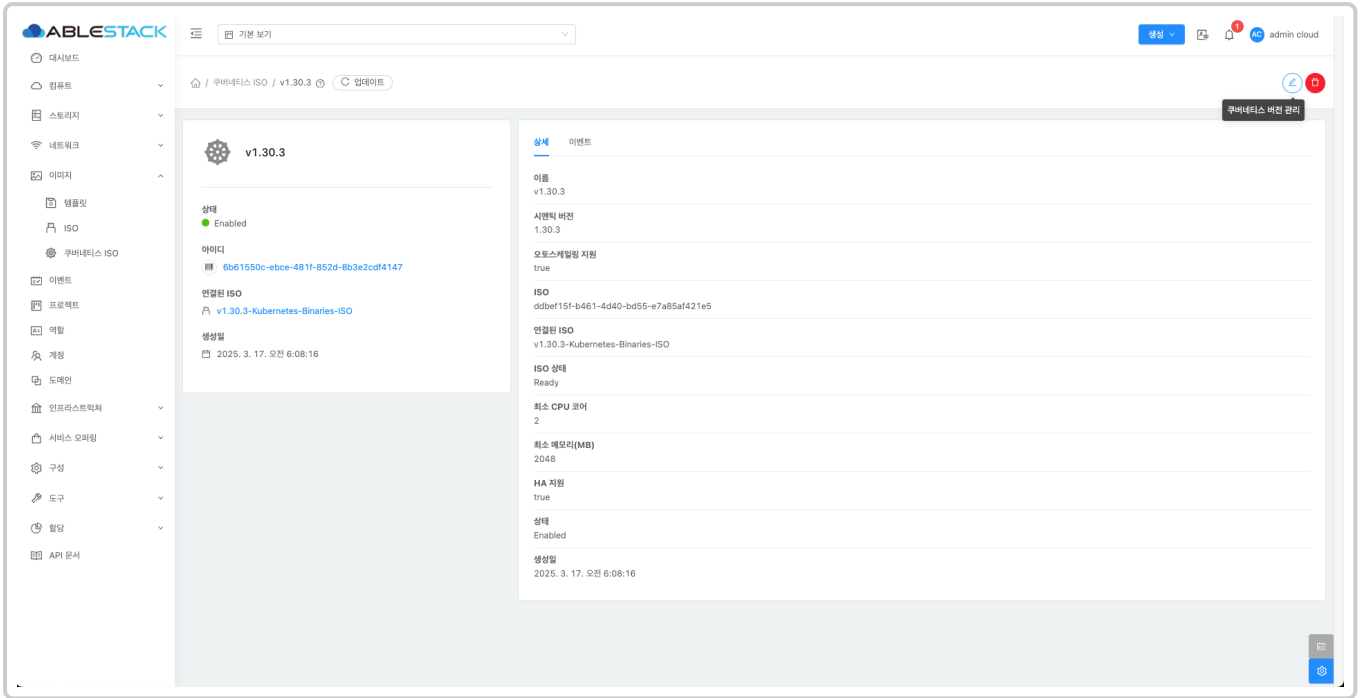 ABLESTACK
기본 보기
생성
1
AC
admin cloud
대시보드
컴퓨트
스토리지
네트워크
이미지
템플릿
ISO
쿠버네티스 ISO
이벤트
프로젝트
역할
계정
도메인
인프라스트럭쳐
서비스 오퍼링
구성
도구
할당
API 문서
/ 쿠버네티스 ISO / v1.30.3
업데이트
쿠버네티스 버전 관리
v1.30.3
상태
Enabled
아이디
6b61550c-ebce-481f-852d-8b3e2cdf4147
연결된 ISO
v1.30.3-Kubernetes-Binaries-ISO
생성일
2025. 3. 17. 오전 6:08:16
상세
이벤트
이름
v1.30.3
시맨틱 버전
1.30.3
오토스케일링 지원
true
ISO
ddbef15f-b461-4d40-bd55-e7a85af421e5
연결된 ISO
v1.30.3-Kubernetes-Binaries-ISO
ISO 상태
Ready
최소 CPU 코어
2
최소 메모리(MB)
2048
HA 지원
true
상태
Enabled
생성일
2025. 3. 17. 오전 6:08:16